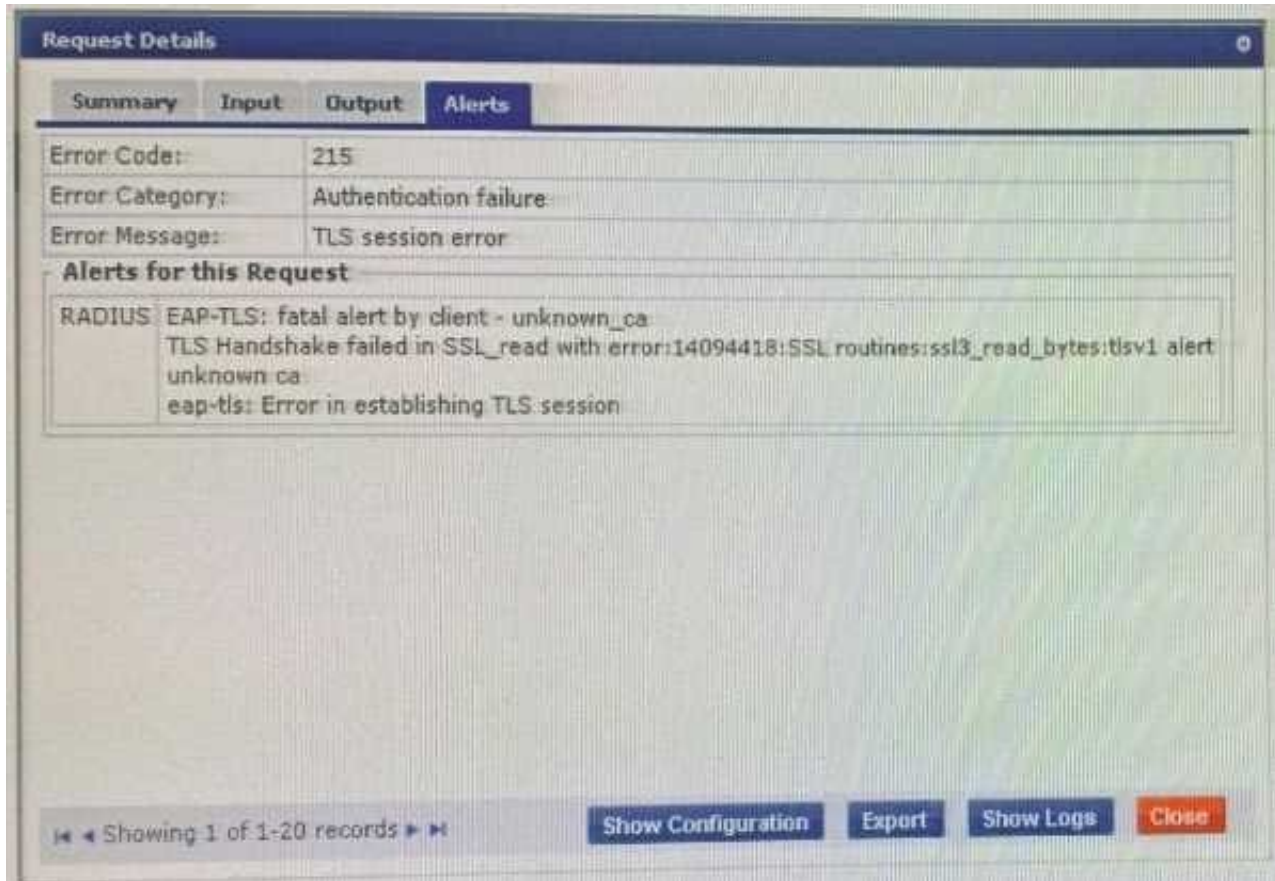 Request Details
Summary Input Output Alerts
Error Code: 215
Error Category: Authentication failure
Error Message: TLS session error
Alerts for this Request
RADIUS EAP-TLS: fatal alert by client - unknown_ca
TLS Handshake failed in SSL_read with error:14094418:SSL routines:ssl3_read_bytes:tlsv1 alert
unknown ca
eap-tls: Error in establishing TLS session
Showing 1 of 1-20 records Show Configuration Export Show Logs Close